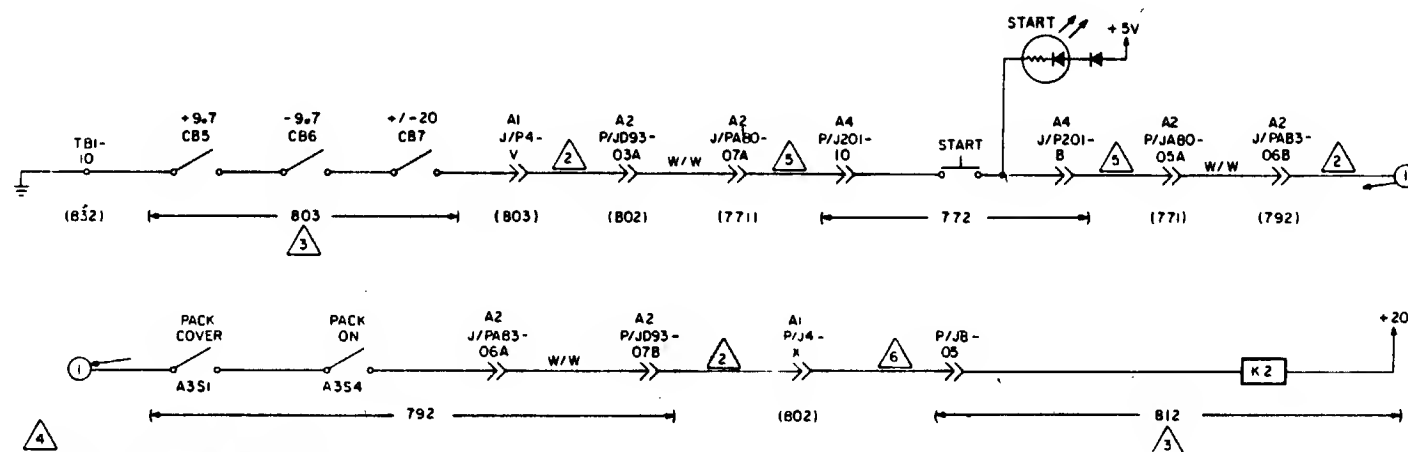 START
+5V
TB1-
10
+9.7
CB5
-9.7
CB6
+/-20
CB7
A1
J/P4-
V
2
A2
P/JD93-
03A
W/W
A2
J/PA80-
07A
5
A4
P/J201-
10
START
A4
J/P201-
B
5
A2
P/JA80-
05A
W/W
A2
J/PA83-
06B
2
1
(832)
803
3
(803)
(802)
(771)
772
(771)
(792)
1
PACK
COVER
A3S1
PACK
ON
A3S4
A2
J/PA83-
06A
W/W
A2
P/JD93-
07B
2
A1
P/J4-
X
6
P/J8-
05
K2
+20
792
(802)
812
3
4